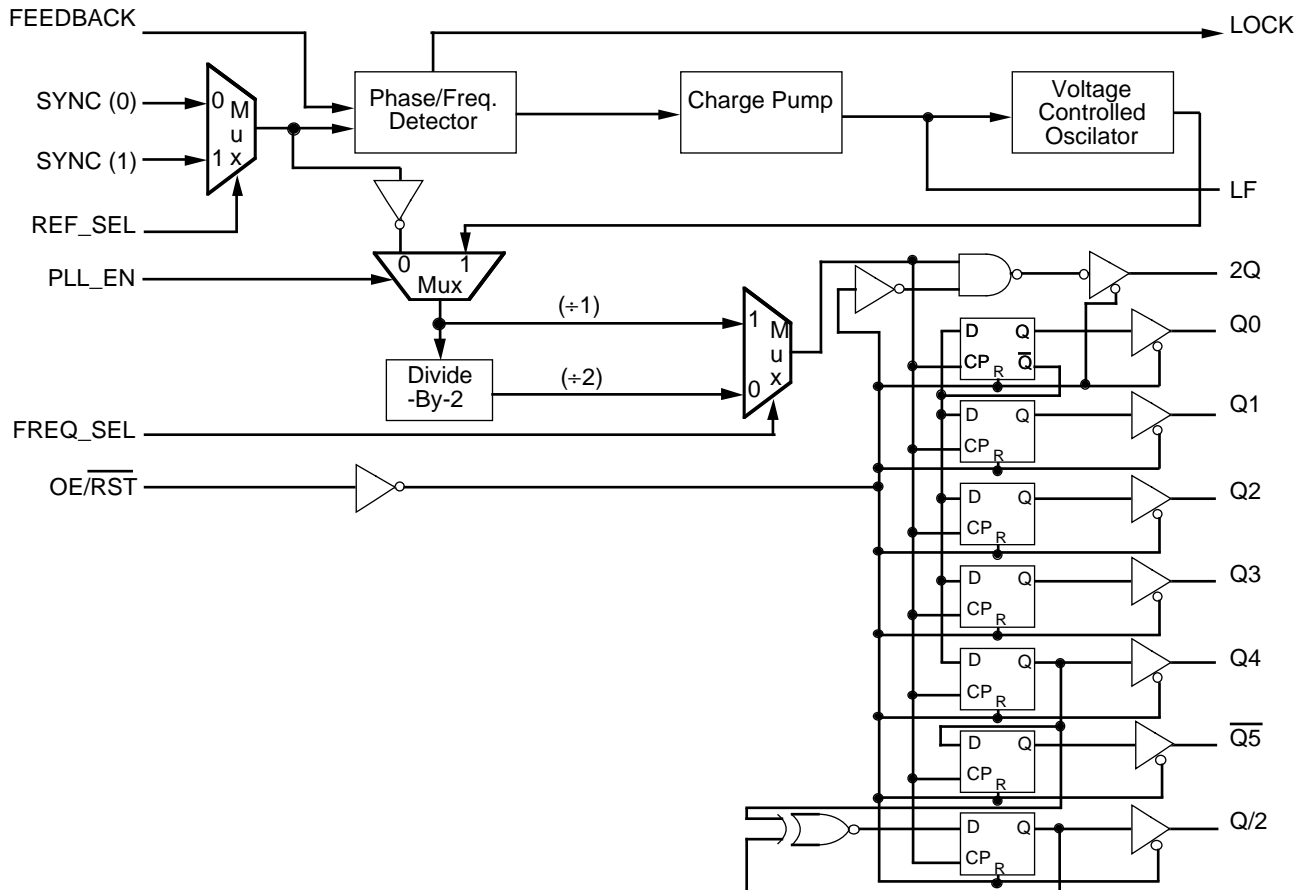 FEEDBACK
LOCK
SYNC (0)
SYNC (1)
REF_SEL
0
1
M
u
x
Phase/Freq.
Detector
Charge Pump
Voltage
Controlled
Oscilator
LF
PLL_EN
0 1
Mux
(÷1)
Divide
-By-2
(÷2)
1
0
M
u
x
FREQ_SEL
OE/R̅S̅T̅
2Q
D Q
CP R Q̅
Q0
D Q
CP R
Q1
D Q
CP R
Q2
D Q
CP R
Q3
D Q
CP R
Q4
D Q
CP R
Q̅5̅
D Q
CP R
Q/2